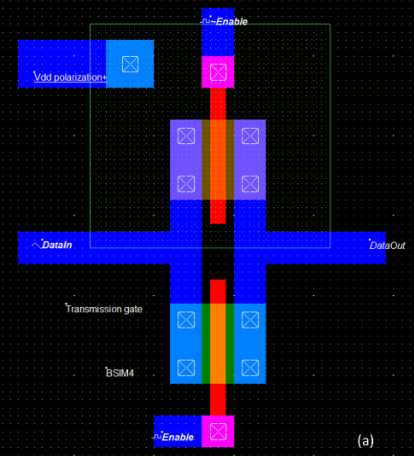 ~Enable
Vdd polarization+
DataIn
DataOut
Transmission gate
BSIM4
Enable
(a)